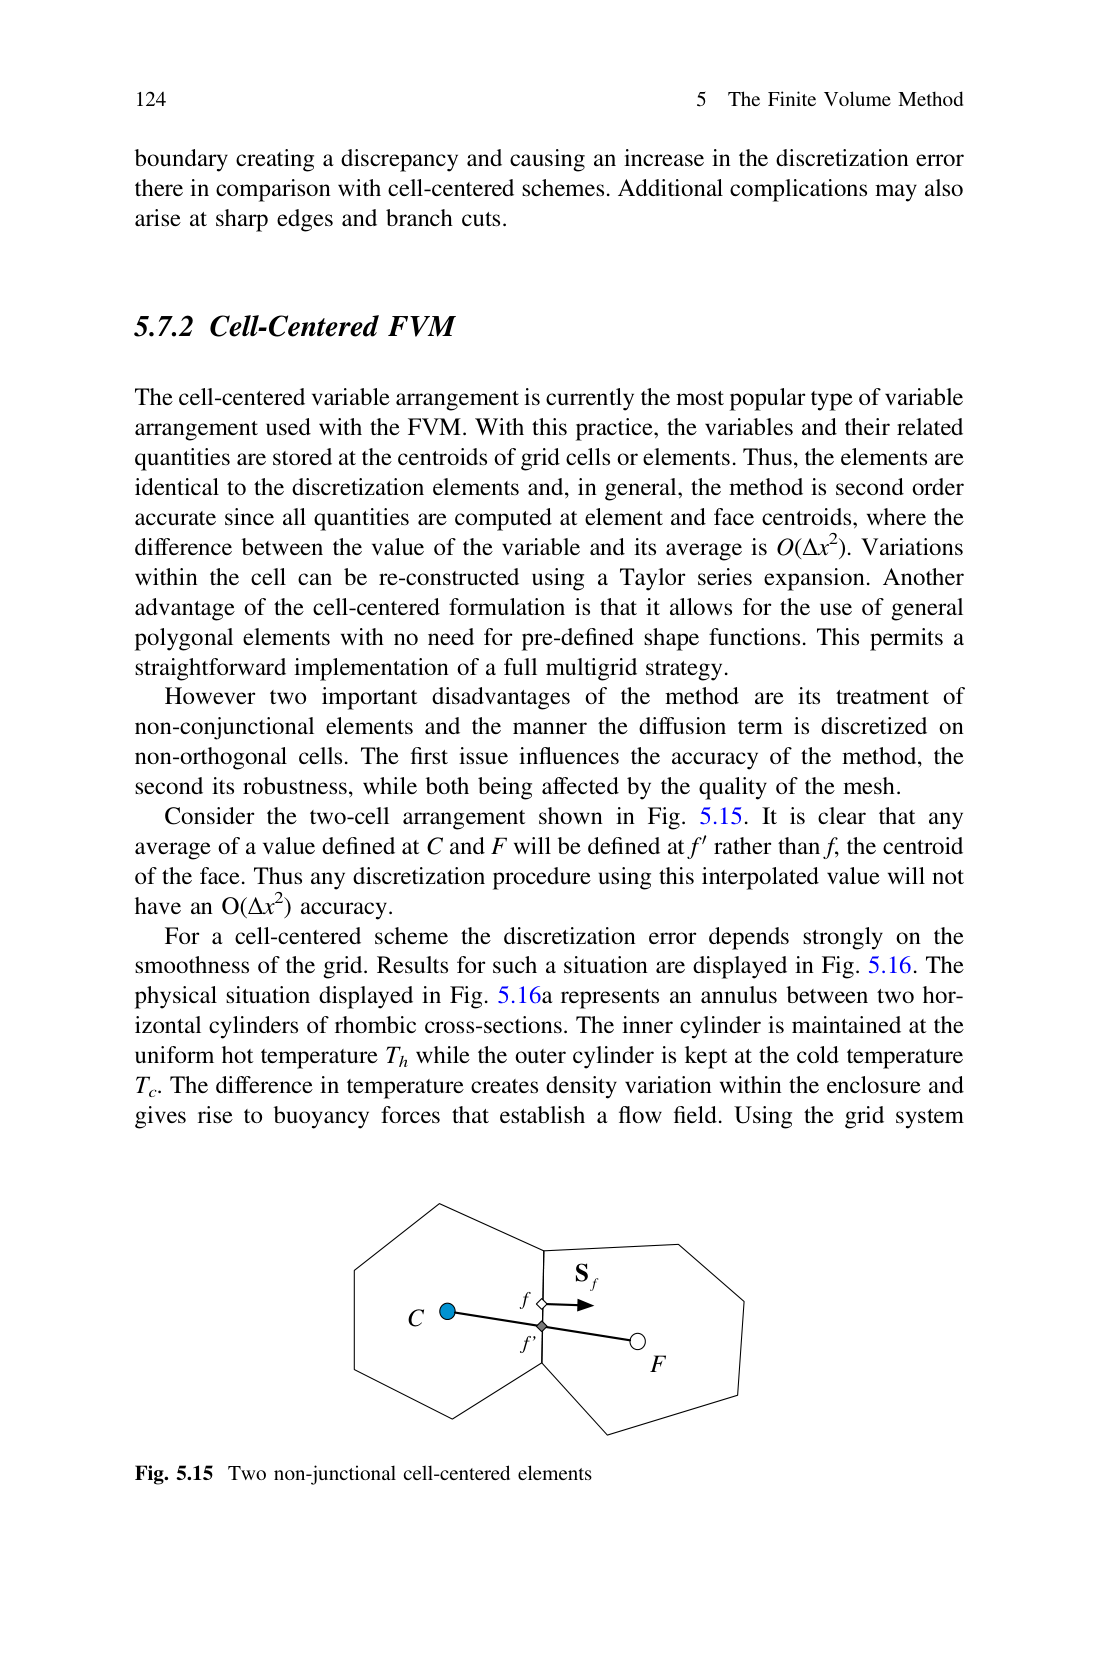 124
5 The Finite Volume Method
boundary creating a discrepancy and causing an increase in the discretization error
there in comparison with cell-centered schemes. Additional complications may also
arise at sharp edges and branch cuts.
5.7.2 Cell-Centered FVM
The cell-centered variable arrangement is currently the most popular type of variable
arrangement used with the FVM. With this practice, the variables and their related
quantities are stored at the centroids of grid cells or elements. Thus, the elements are
identical to the discretization elements and, in general, the method is second order
accurate since all quantities are computed at element and face centroids, where the
difference between the value of the variable and its average is O(Δx²). Variations
within the cell can be re-constructed using a Taylor series expansion. Another
advantage of the cell-centered formulation is that it allows for the use of general
polygonal elements with no need for pre-defined shape functions. This permits a
straightforward implementation of a full multigrid strategy.
However two important disadvantages of the method are its treatment of
non-conjunctional elements and the manner the diffusion term is discretized on
non-orthogonal cells. The first issue influences the accuracy of the method, the
second its robustness, while both being affected by the quality of the mesh.
Consider the two-cell arrangement shown in Fig. 5.15. It is clear that any
average of a value defined at C and F will be defined at f′ rather than f, the centroid
of the face. Thus any discretization procedure using this interpolated value will not
have an O(Δx²) accuracy.
For a cell-centered scheme the discretization error depends strongly on the
smoothness of the grid. Results for such a situation are displayed in Fig. 5.16. The
physical situation displayed in Fig. 5.16a represents an annulus between two hor-
izontal cylinders of rhombic cross-sections. The inner cylinder is maintained at the
uniform hot temperature Tₕ while the outer cylinder is kept at the cold temperature
T_c. The difference in temperature creates density variation within the enclosure and
gives rise to buoyancy forces that establish a flow field. Using the grid system
S_f
f
C
f'
F
Fig. 5.15 Two non-junctional cell-centered elements